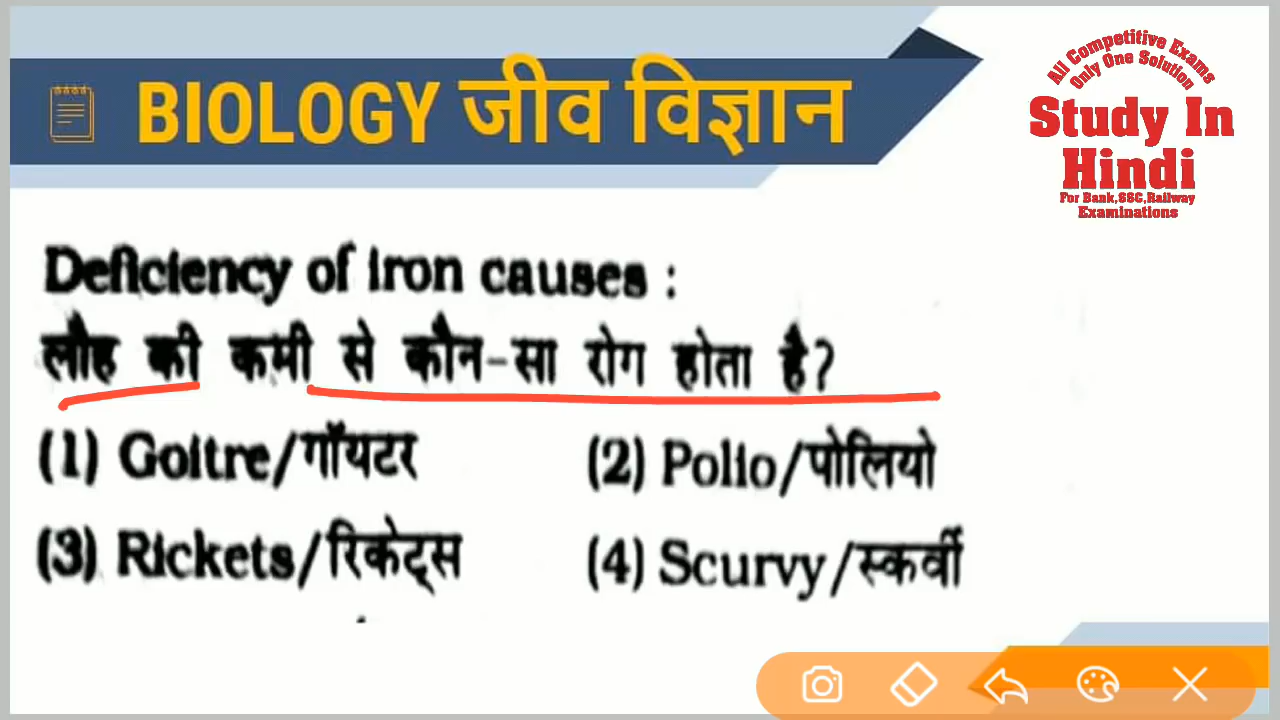 BIOLOGY जीव विज्ञान
All Competitive Exams
Only One Solution
Study In
Hindi
For Bank,SSC,Railway
Examinations
Deficiency of iron causes :
लौह की कमी से कौन-सा रोग होता है?
(1) Goitre/गॉयटर (2) Polio/पोलियो
(3) Rickets/रिकेट्स (4) Scurvy/स्कर्वी